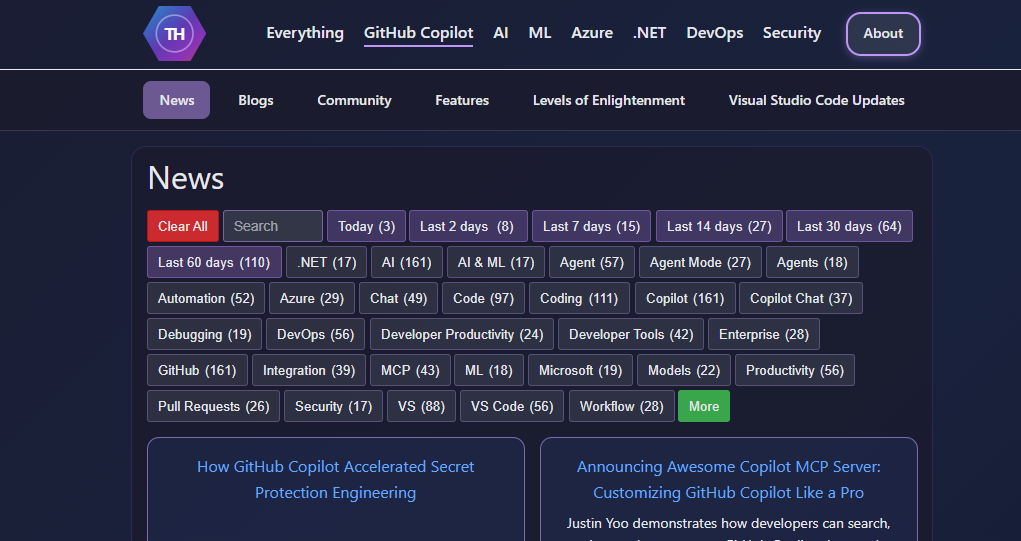 TH Everything GitHub Copilot AI ML Azure .NET DevOps Security About
News Blogs Community Features Levels of Enlightenment Visual Studio Code Updates
News
Clear All Search Today (3) Last 2 days (8) Last 7 days (15) Last 14 days (27) Last 30 days (64)
Last 60 days (110) .NET (17) AI (161) AI & ML (17) Agent (57) Agent Mode (27) Agents (18)
Automation (52) Azure (29) Chat (49) Code (97) Coding (111) Copilot (161) Copilot Chat (37)
Debugging (19) DevOps (56) Developer Productivity (24) Developer Tools (42) Enterprise (28)
GitHub (161) Integration (39) MCP (43) ML (18) Microsoft (19) Models (22) Productivity (56)
Pull Requests (26) Security (17) VS (88) VS Code (56) Workflow (28) More
How GitHub Copilot Accelerated Secret
Protection Engineering
Announcing Awesome Copilot MCP Server:
Customizing GitHub Copilot Like a Pro
Justin Yoo demonstrates how developers can search,